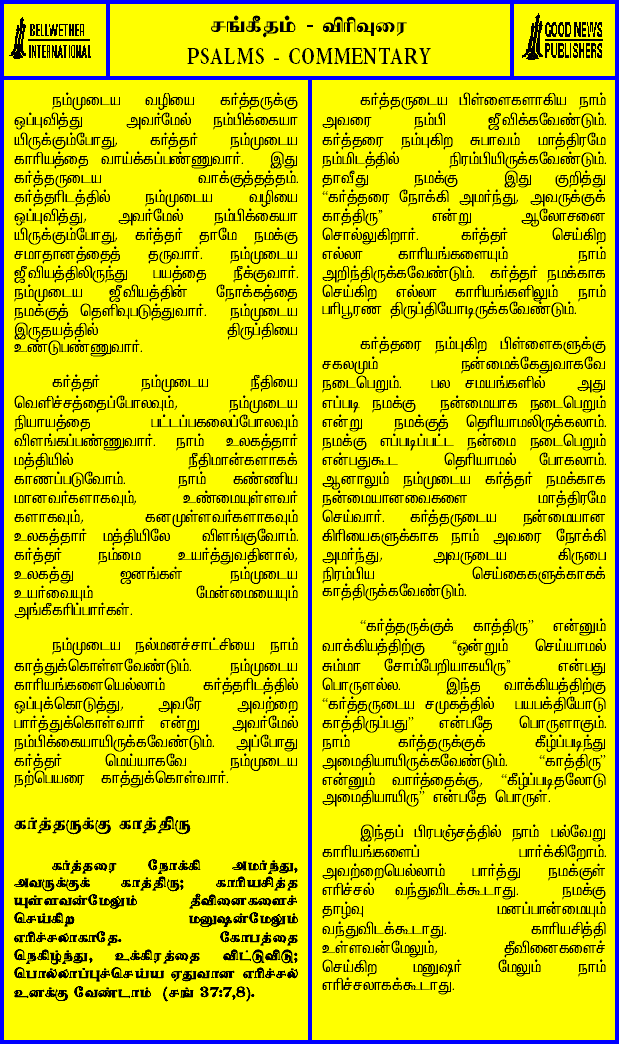 BELLWETHER
INTERNATIONAL
சங்கீதம் - விரிவுரை
PSALMS - COMMENTARY
GOOD NEWS
PUBLISHERS
நம்முடைய வழியை கர்த்தருக்கு
ஒப்புவித்து அவர்மேல் நம்பிக்கையா
யிருக்கும்போது, கர்த்தர் நம்முடைய
காரியத்தை வாய்க்கப்பண்ணுவார். இது
கர்த்தருடைய வாக்குத்தத்தம்.
கர்த்தரிடத்தில் நம்முடைய வழியை
ஒப்புவித்து, அவர்மேல் நம்பிக்கையா
யிருக்கும்போது, கர்த்தர் தாமே நமக்கு
சமாதானத்தைத் தருவார். நம்முடைய
ஜீவியத்திலிருந்து பயத்தை நீக்குவார்.
நம்முடைய ஜீவியத்தின் நோக்கத்தை
நமக்குத் தெளிவுபடுத்துவார். நம்முடைய
இருதயத்தில் திருப்தியை
உண்டுபண்ணுவார்.
கர்த்தர் நம்முடைய நீதியை
வெளிச்சத்தைப்போலவும், நம்முடைய
நியாயத்தை பட்டப்பகலைப்போலவும்
விளங்கப்பண்ணுவார். நாம் உலகத்தார்
மத்தியில் நீதிமான்களாகக்
காணப்படுவோம். நாம் கண்ணிய
மானவர்களாகவும், உண்மையுள்ளவர்
களாகவும், கனமுள்ளவர்களாகவும்
உலகத்தார் மத்தியிலே விளங்குவோம்.
கர்த்தர் நம்மை உயர்த்துவதினால்,
உலகத்து ஜனங்கள் நம்முடைய
உயர்வையும் மேன்மையையும்
அங்கீகரிப்பார்கள்.
நம்முடைய நல்மனச்சாட்சியை நாம்
காத்துக்கொள்ளவேண்டும். நம்முடைய
காரியங்களையெல்லாம் கர்த்தரிடத்தில்
ஒப்புக்கொடுத்து, அவரே அவற்றை
பார்த்துக்கொள்வார் என்று அவர்மேல்
நம்பிக்கையாயிருக்கவேண்டும். அப்போது
கர்த்தர் மெய்யாகவே நம்முடைய
நற்பெயரை காத்துக்கொள்வார்.
கர்த்தருக்கு காத்திரு
கர்த்தரை நோக்கி அமர்ந்து,
அவருக்குக் காத்திரு; காரியசித்த
யுள்ளவன்மேலும் தீவினைகளைச்
செய்கிற மனுஷன்மேலும்
எரிச்சலாகாதே. கோபத்தை
நெகிழ்ந்து, உக்கிரத்தை விட்டுவிடு;
பொல்லாப்புச்செய்ய ஏதுவான எரிச்சல்
உனக்கு வேண்டாம் (சங் 37:7,8).
கர்த்தருடைய பிள்ளைகளாகிய நாம்
அவரை நம்பி ஜீவிக்கவேண்டும்.
கர்த்தரை நம்புகிற சுபாவம் மாத்திரமே
நம்மிடத்தில் நிரம்பியிருக்கவேண்டும்.
தாவீது நமக்கு இது குறித்து
“கர்த்தரை நோக்கி அமர்ந்து, அவருக்குக்
காத்திரு” என்று ஆலோசனை
சொல்லுகிறார். கர்த்தர் செய்கிற
எல்லா காரியங்களையும் நாம்
அறிந்திருக்கவேண்டும். கர்த்தர் நமக்காக
செய்கிற எல்லா காரியங்களிலும் நாம்
பரிபூரண திருப்தியோடிருக்கவேண்டும்.
கர்த்தரை நம்புகிற பிள்ளைகளுக்கு
சகலமும் நன்மைக்கேதுவாகவே
நடைபெறும். பல சமயங்களில் அது
எப்படி நமக்கு நன்மையாக நடைபெறும்
என்று நமக்குத் தெரியாமலிருக்கலாம்.
நமக்கு எப்படிப்பட்ட நன்மை நடைபெறும்
என்பதுகூட தெரியாமல் போகலாம்.
ஆனாலும் நம்முடைய கர்த்தர் நமக்காக
நன்மையானவைகளை மாத்திரமே
செய்வார். கர்த்தருடைய நன்மையான
கிரியைகளுக்காக நாம் அவரை நோக்கி
அமர்ந்து, அவருடைய கிருபை
நிரம்பிய செய்கைகளுக்காகக்
காத்திருக்கவேண்டும்.
“கர்த்தருக்குக் காத்திரு” என்னும்
வாக்கியத்திற்கு “ஒன்றும் செய்யாமல்
சும்மா சோம்பேறியாகயிரு” என்பது
பொருளல்ல. இந்த வாக்கியத்திற்கு
“கர்த்தருடைய சமுகத்தில் பயபக்தியோடு
காத்திருப்பது” என்பதே பொருளாகும்.
நாம் கர்த்தருக்குக் கீழ்ப்படிந்து
அமைதியாயிருக்கவேண்டும். “காத்திரு”
என்னும் வார்த்தைக்கு, “கீழ்ப்படிதலோடு
அமைதியாயிரு” என்பதே பொருள்.
இந்தப் பிரபஞ்சத்தில் நாம் பல்வேறு
காரியங்களைப் பார்க்கிறோம்.
அவற்றையெல்லாம் பார்த்து நமக்குள்
எரிச்சல் வந்துவிடக்கூடாது. நமக்கு
தாழ்வு மனப்பான்மையும்
வந்துவிடக்கூடாது. காரியசித்தி
உள்ளவன்மேலும், தீவினைகளைச்
செய்கிற மனுஷர் மேலும் நாம்
எரிச்சலாகக்கூடாது.